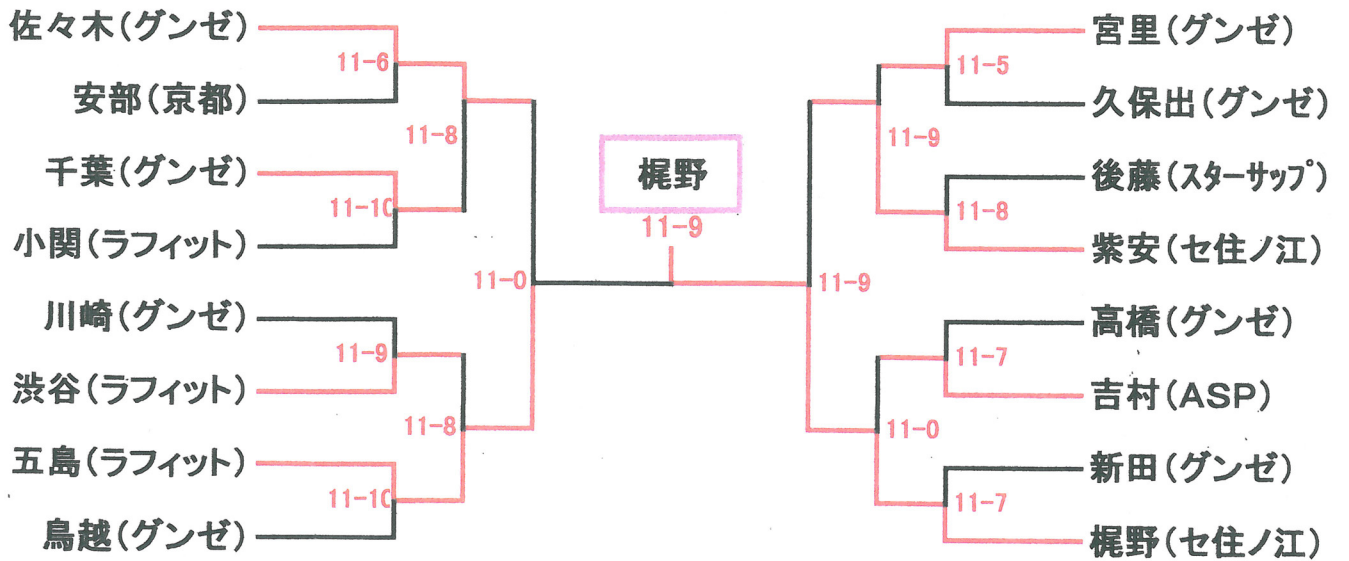 佐々木(グンゼ)
11-6
安部(京都)
11-8
千葉(グンゼ)
11-10
小関(ラフィット)
11-0
川崎(グンゼ)
11-9
渋谷(ラフィット)
11-8
五島(ラフィット)
11-10
鳥越(グンゼ)
梶野
11-9
宮里(グンゼ)
11-5
久保出(グンゼ)
11-9
後藤(スターサップ)
11-8
紫安(セ住ノ江)
11-9
高橋(グンゼ)
11-7
吉村(ASP)
11-0
新田(グンゼ)
11-7
梶野(セ住ノ江)